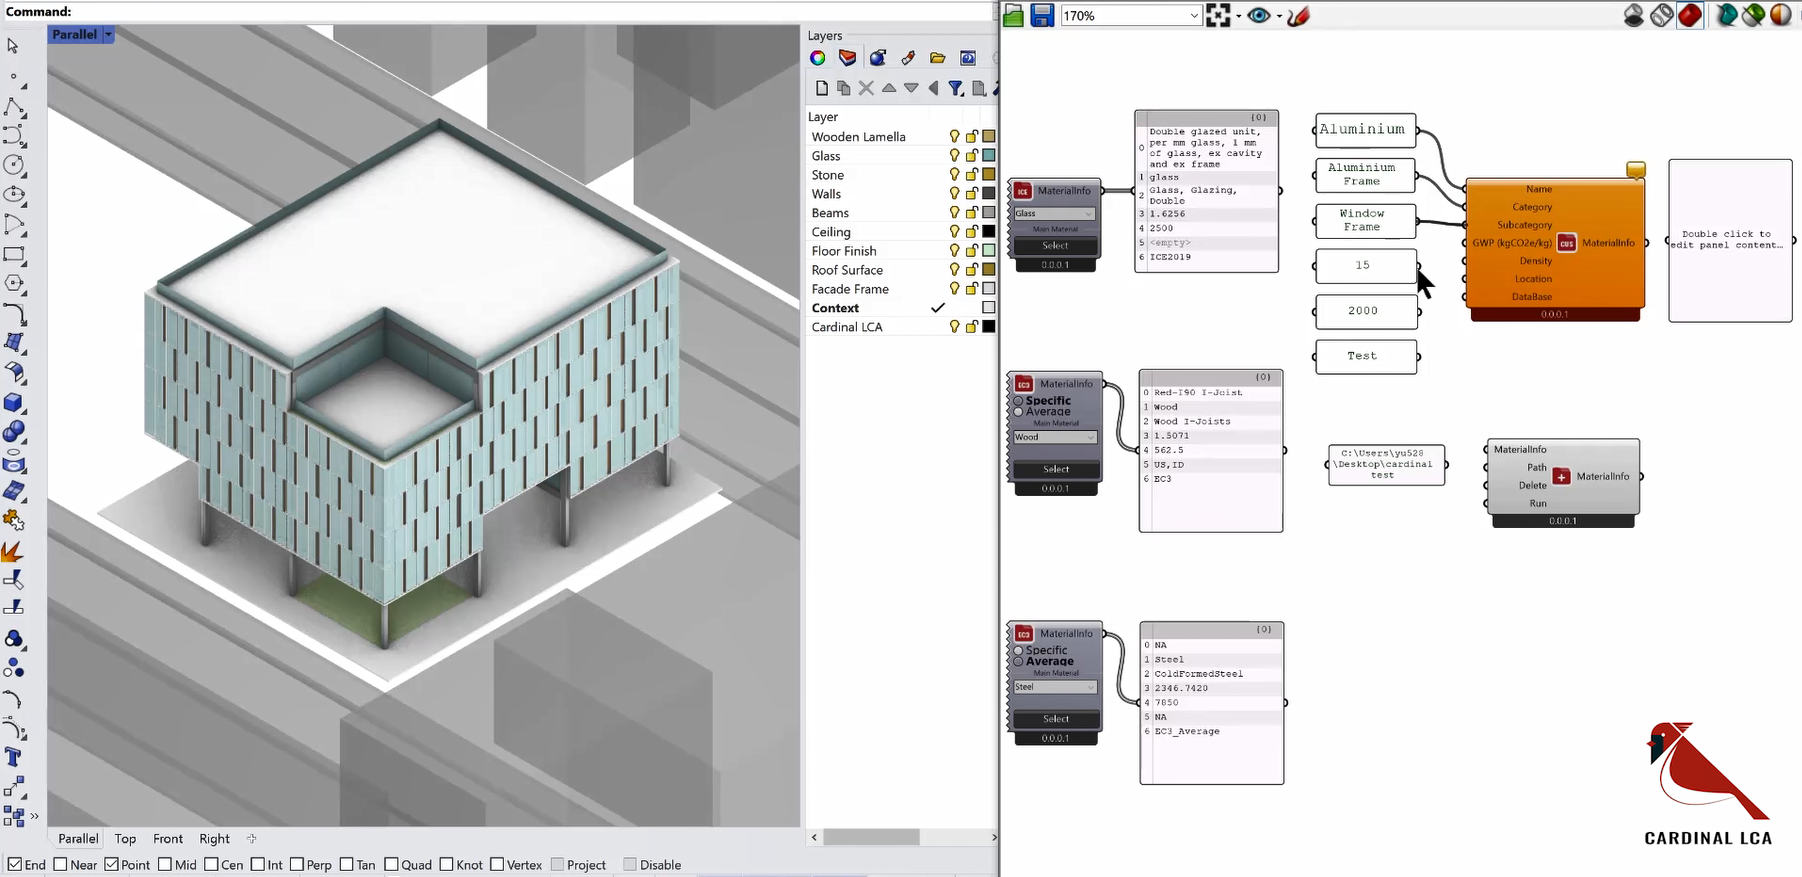 Command:
Parallel
Layers
Layer
Wooden Lamella
Glass
Stone
Walls
Beams
Ceiling
Floor Finish
Roof Surface
Facade Frame
Context
Cardinal LCA
Parallel
Top
Front
Right
End
Near
Point
Mid
Cen
Int
Perp
Tan
Quad
Knot
Vertex
Project
Disable
170%
ICE
MaterialInfo
Glass
Main Material
Select
0.0.0.1
{0}
0 Double glazed unit,
per mm glass, 1 mm
of glass, ex cavity
and ex frame
1 glass
2 Glass, Glazing,
Double
3 1.6256
4 2500
5 <empty>
6 ICE2019
Aluminium
Aluminium
Frame
Window
Frame
15
2000
Test
Name
Category
Subcategory
GWP (kgCO2e/kg)
Density
Location
DataBase
CUS
MaterialInfo
0.0.0.1
Double click to
edit panel content…
EC3
MaterialInfo
Specific
Average
Main Material
Wood
Select
0.0.0.1
{0}
0 Red-I90 I-Joist
1 Wood
2 Wood I-Joists
3 1.5071
4 562.5
5 US,ID
6 EC3
C:\Users\yu528
\Desktop\cardinal
test
MaterialInfo
Path
Delete
Run
MaterialInfo
0.0.0.1
EC3
MaterialInfo
Specific
Average
Main Material
Steel
Select
0.0.0.1
{0}
0 NA
1 Steel
2 ColdFormedSteel
3 2346.7420
4 7850
5 NA
6 EC3_Average
CARDINAL LCA